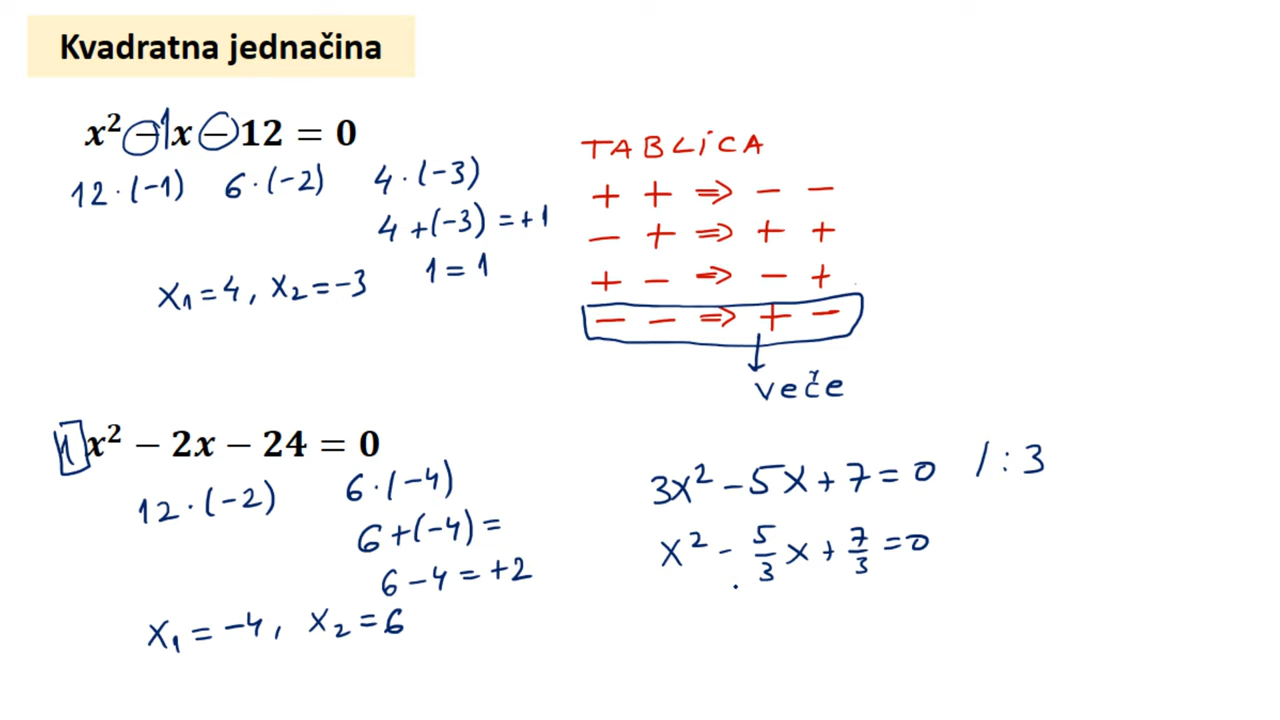 Kvadratna jednačina
x² − 1x − 12 = 0
12 · (−1)   6 · (−2)   4 · (−3)
4 + (−3) = +1
1 = 1
x₁ = 4, x₂ = −3
TABLICA
+ + ⇒ − −
− + ⇒ + +
+ − ⇒ − +
− − ⇒ + −
veče
1x² − 2x − 24 = 0
12 · (−2)   6 · (−4)
6 + (−4) =
6 − 4 = +2
x₁ = −4, x₂ = 6
3x² − 5x + 7 = 0 / : 3
x² − 5/3 x + 7/3 = 0